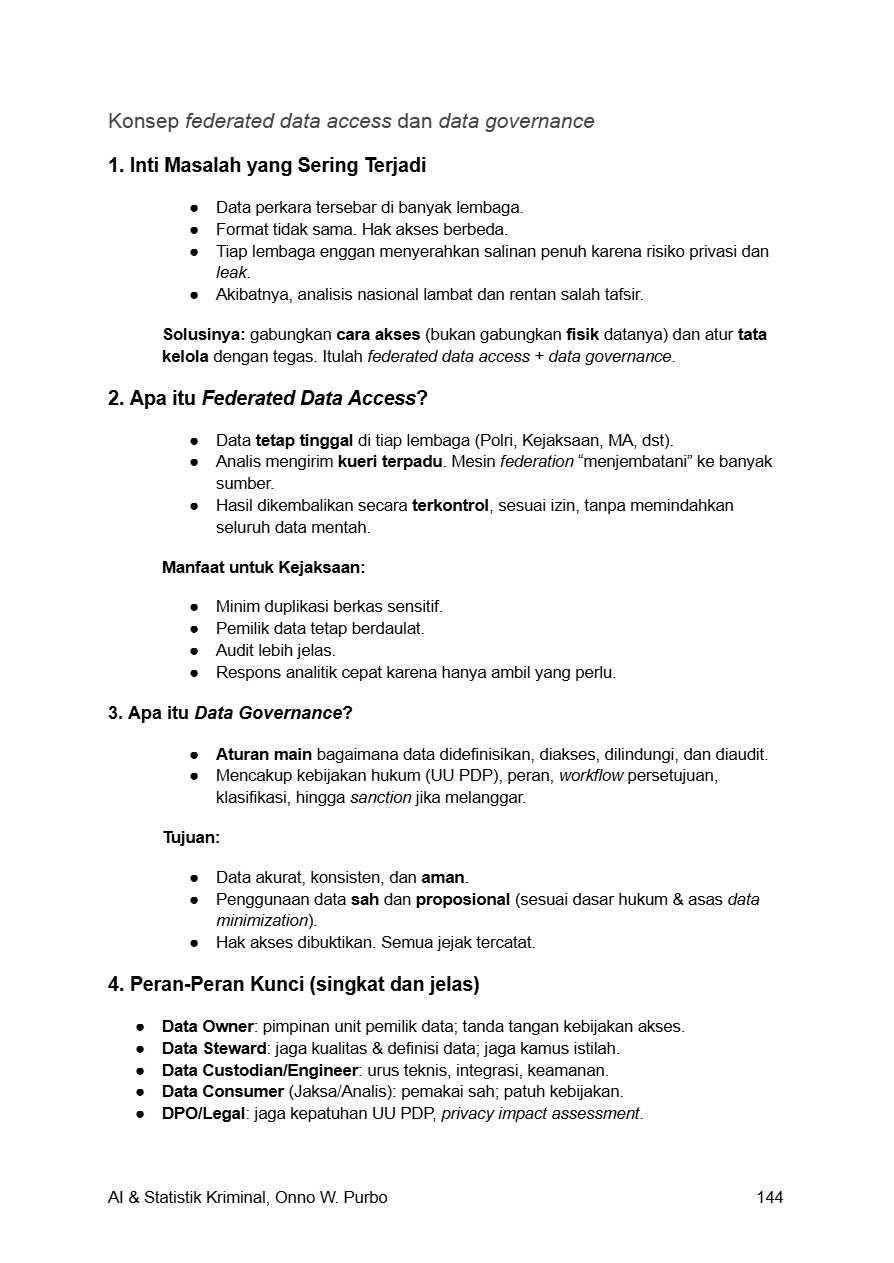 Konsep federated data access dan data governance
1. Inti Masalah yang Sering Terjadi
● Data perkara tersebar di banyak lembaga.
● Format tidak sama. Hak akses berbeda.
● Tiap lembaga enggan menyerahkan salinan penuh karena risiko privasi dan
leak.
● Akibatnya, analisis nasional lambat dan rentan salah tafsir.
Solusinya: gabungkan cara akses (bukan gabungkan fisik datanya) dan atur tata
kelola dengan tegas. Itulah federated data access + data governance.
2. Apa itu Federated Data Access?
● Data tetap tinggal di tiap lembaga (Polri, Kejaksaan, MA, dst).
● Analis mengirim kueri terpadu. Mesin federation “menjembatani” ke banyak
sumber.
● Hasil dikembalikan secara terkontrol, sesuai izin, tanpa memindahkan
seluruh data mentah.
Manfaat untuk Kejaksaan:
● Minim duplikasi berkas sensitif.
● Pemilik data tetap berdaulat.
● Audit lebih jelas.
● Respons analitik cepat karena hanya ambil yang perlu.
3. Apa itu Data Governance?
● Aturan main bagaimana data didefinisikan, diakses, dilindungi, dan diaudit.
● Mencakup kebijakan hukum (UU PDP), peran, workflow persetujuan,
klasifikasi, hingga sanction jika melanggar.
Tujuan:
● Data akurat, konsisten, dan aman.
● Penggunaan data sah dan proposional (sesuai dasar hukum & asas data
minimization).
● Hak akses dibuktikan. Semua jejak tercatat.
4. Peran-Peran Kunci (singkat dan jelas)
● Data Owner: pimpinan unit pemilik data; tanda tangan kebijakan akses.
● Data Steward: jaga kualitas & definisi data; jaga kamus istilah.
● Data Custodian/Engineer: urus teknis, integrasi, keamanan.
● Data Consumer (Jaksa/Analis): pemakai sah; patuh kebijakan.
● DPO/Legal: jaga kepatuhan UU PDP, privacy impact assessment.
AI & Statistik Kriminal, Onno W. Purbo 144